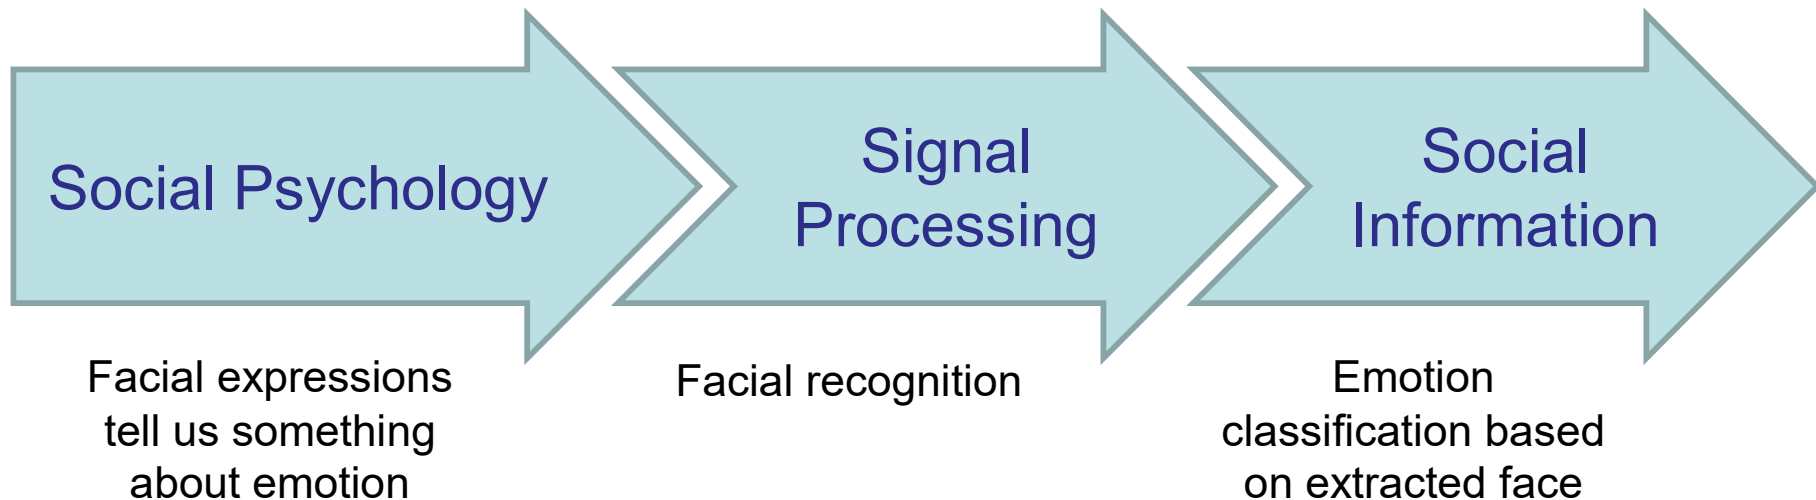 Social Psychology
Signal
Processing
Social
Information
Facial expressions
tell us something
about emotion
Facial recognition
Emotion
classification based
on extracted face